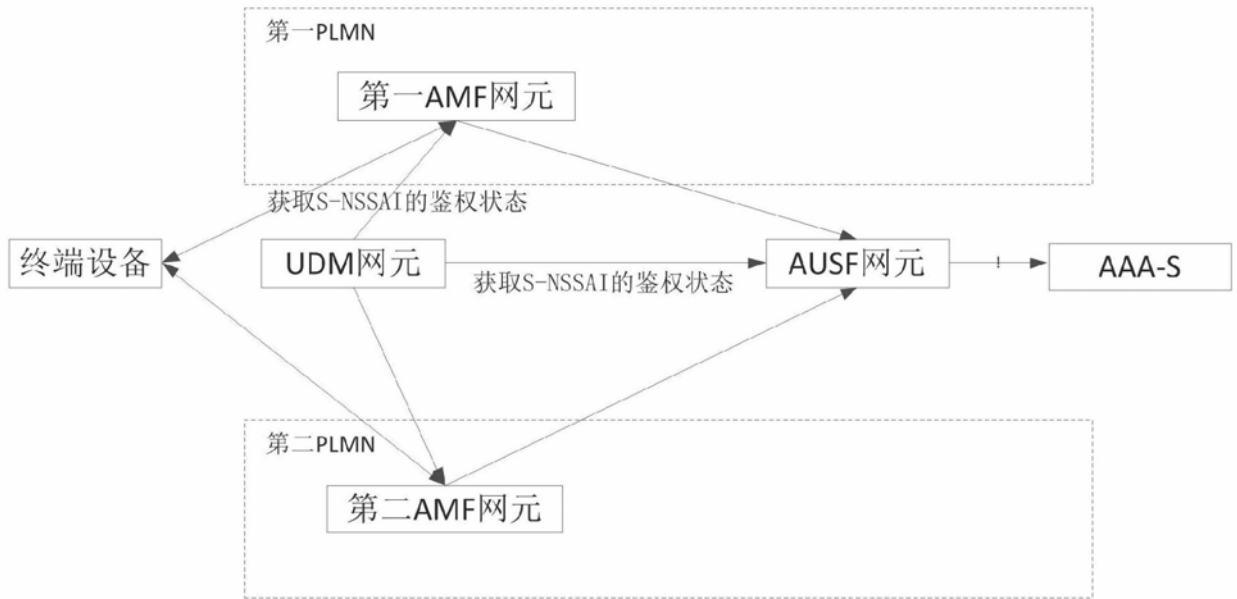 第一PLMN
第一AMF网元
获取S-NSSAI的鉴权状态
终端设备
UDM网元
获取S-NSSAI的鉴权状态
AUSF网元
!
AAA-S
第二PLMN
第二AMF网元